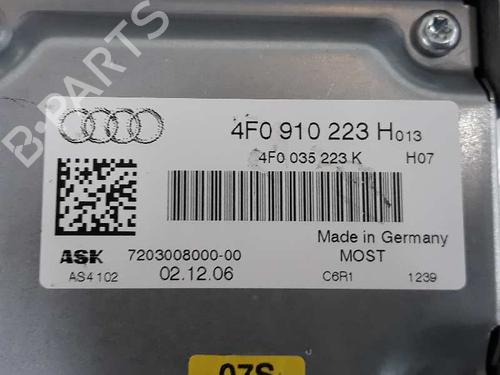 B-PARTS
4F0 910 223 H013
4F0 035 223 K H07
Made in Germany
ASK 7203008000-00 MOST
AS4 102 02.12.06 C6R1 1239
07S